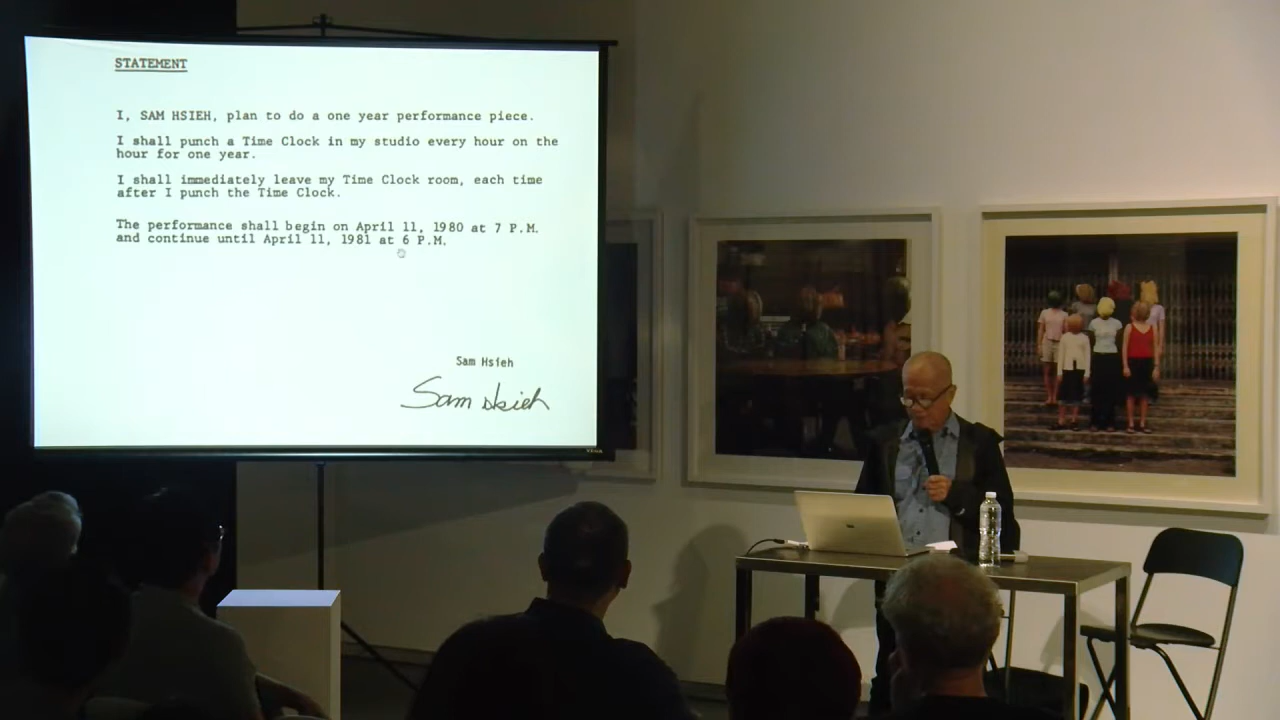 STATEMENT
I, SAM HSIEH, plan to do a one year performance piece.
I shall punch a Time Clock in my studio every hour on the
hour for one year.
I shall immediately leave my Time Clock room, each time
after I punch the Time Clock.
The performance shall begin on April 11, 1980 at 7 P.M.
and continue until April 11, 1981 at 6 P.M.
Sam Hsieh
Sam Hsieh